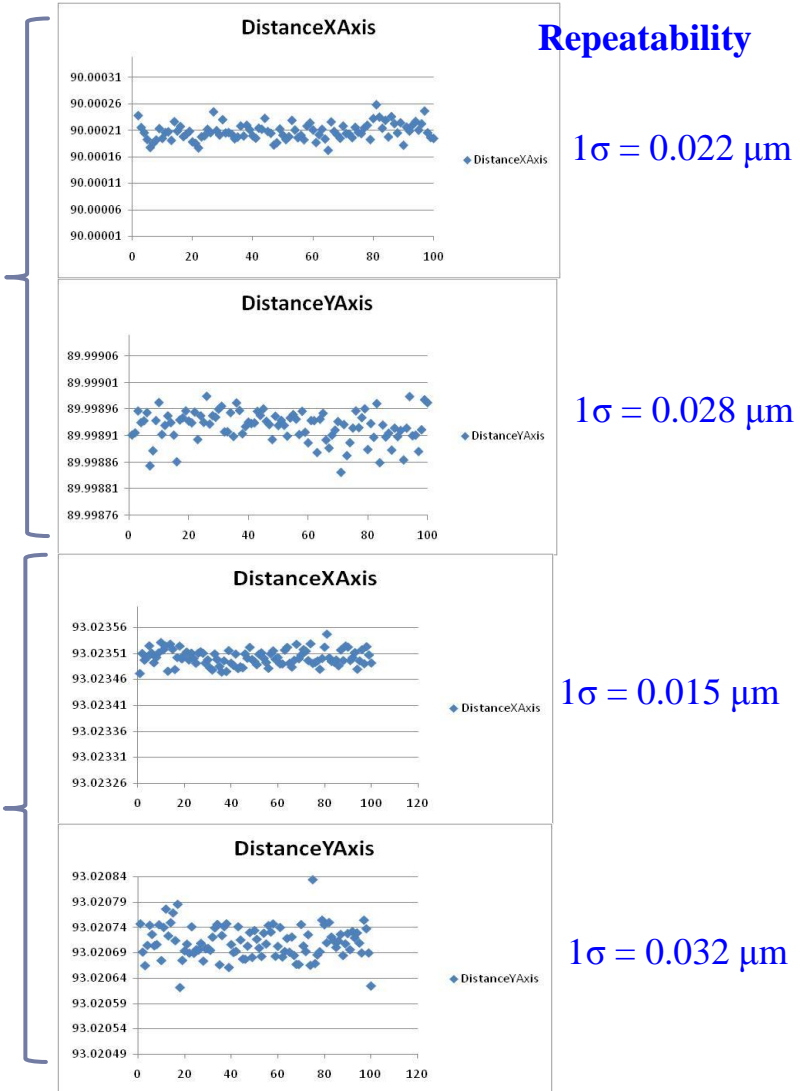 DistanceXAxis
Repeatability
90.00031
90.00026
90.00021
90.00016
90.00011
90.00006
90.00001
0 20 40 60 80 100
DistanceXAxis
1σ = 0.022 μm
DistanceYAxis
89.99906
89.99901
89.99896
89.99891
89.99886
89.99881
89.99876
0 20 40 60 80 100
DistanceYAxis
1σ = 0.028 μm
DistanceXAxis
93.02356
93.02351
93.02346
93.02341
93.02336
93.02331
93.02326
0 20 40 60 80 100 120
DistanceXAxis
1σ = 0.015 μm
DistanceYAxis
93.02084
93.02079
93.02074
93.02069
93.02064
93.02059
93.02054
93.02049
0 20 40 60 80 100 120
DistanceYAxis
1σ = 0.032 μm